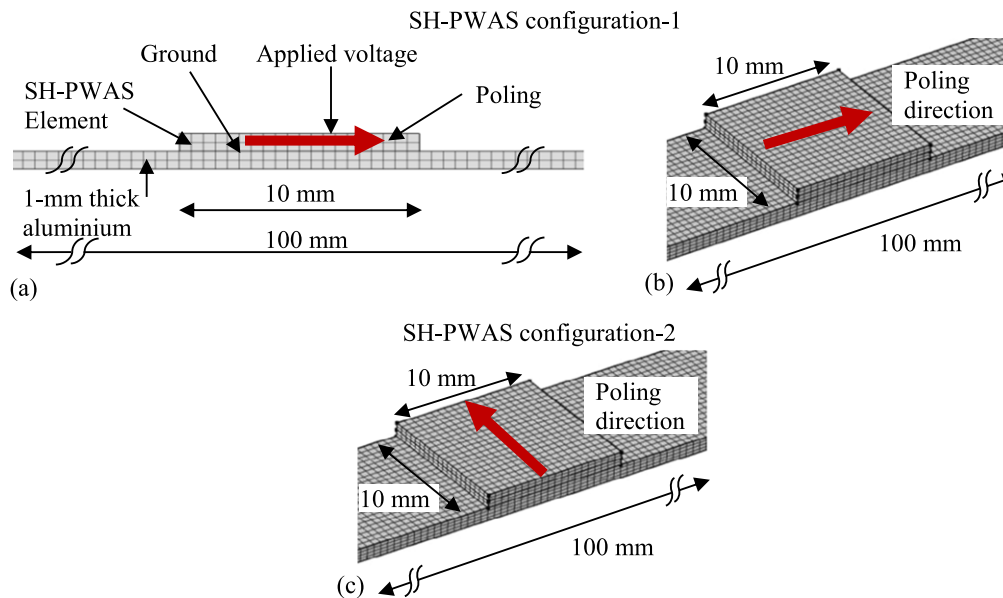 SH-PWAS configuration-1
Ground
Applied voltage
SH-PWAS
Element
Poling
1-mm thick
aluminium
10 mm
100 mm
(a)
10 mm
Poling
direction
10 mm
100 mm
(b)
SH-PWAS configuration-2
10 mm
Poling
direction
10 mm
100 mm
(c)